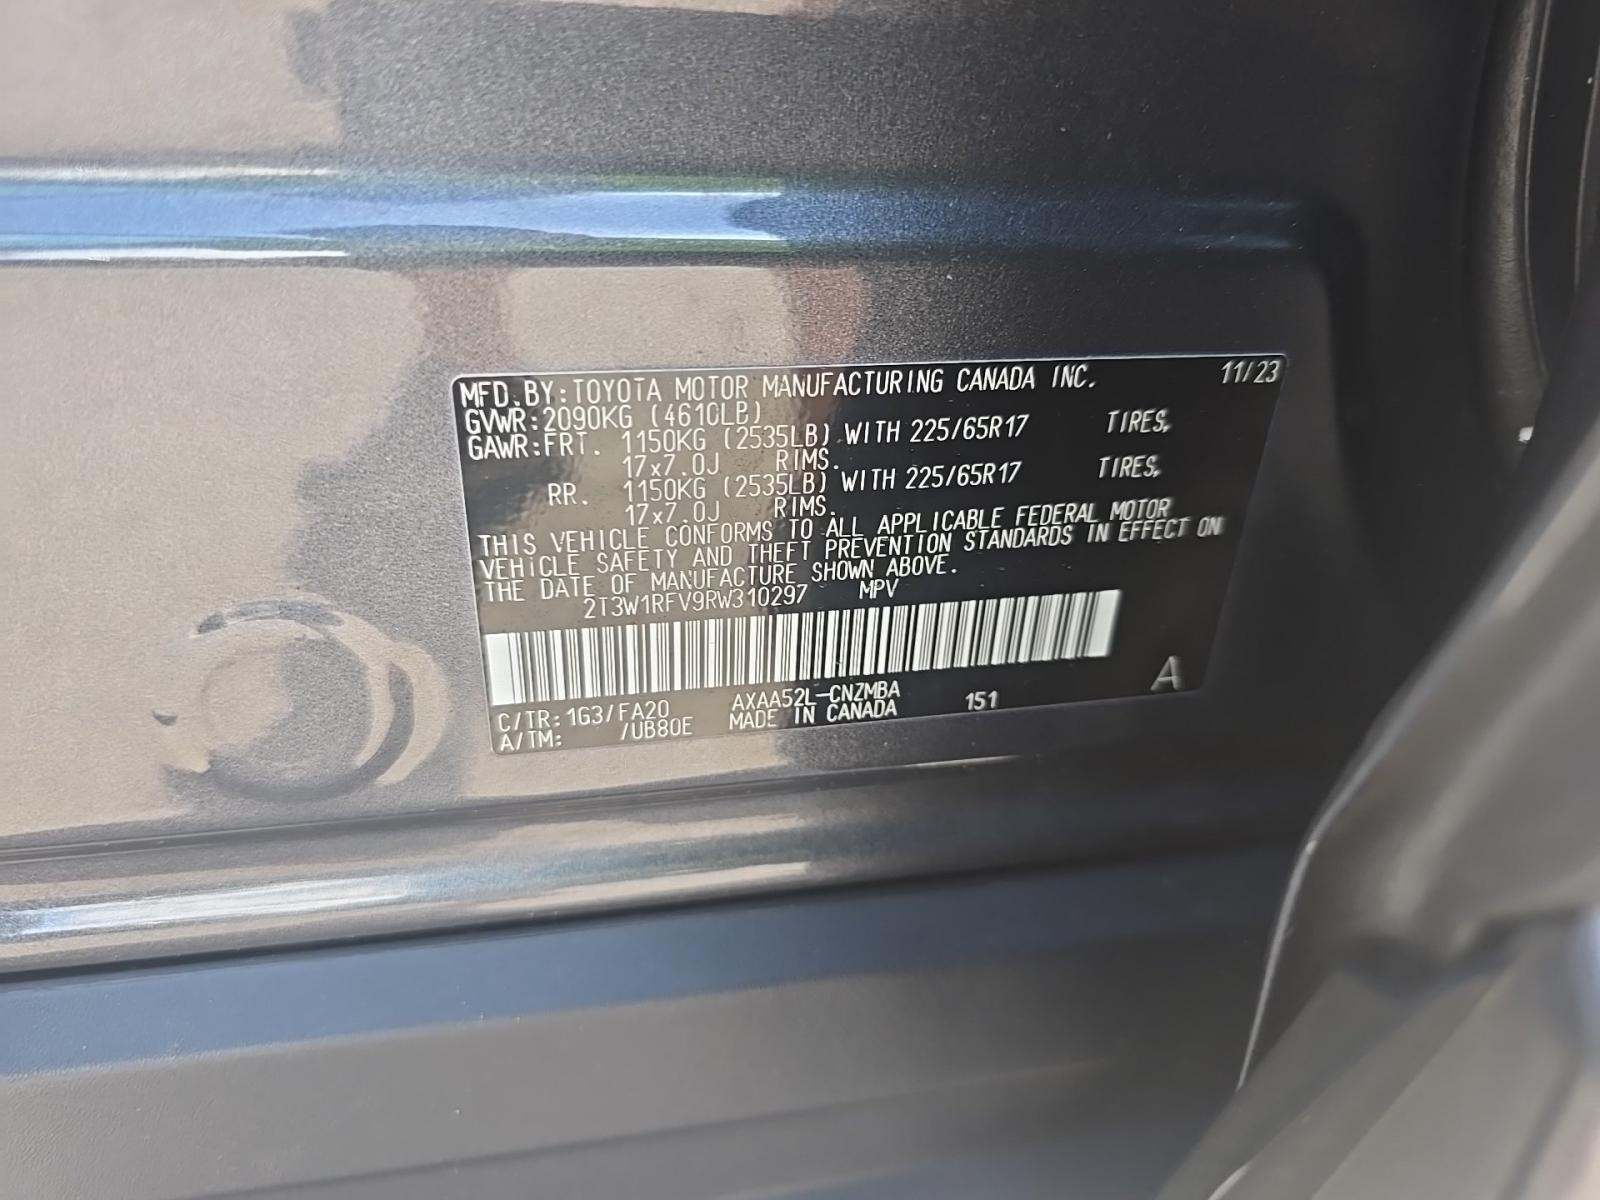 MFD.BY:TOYOTA MOTOR MANUFACTURING CANADA INC. 11/23
GVWR:2090KG (4610LB)
GAWR:FRT. 1150KG (2535LB) WITH 225/65R17 TIRES,
17x7.0J RIMS.
RR. 1150KG (2535LB) WITH 225/65R17 TIRES,
17x7.0J RIMS.
THIS VEHICLE CONFORMS TO ALL APPLICABLE FEDERAL MOTOR
VEHICLE SAFETY AND THEFT PREVENTION STANDARDS IN EFFECT ON
THE DATE OF MANUFACTURE SHOWN ABOVE.
2T3W1RFV9RW310297 MPV
C/TR:1G3/FA20 AXAA52L-CNZMBA 151 A
A/TM: /UB80E MADE IN CANADA